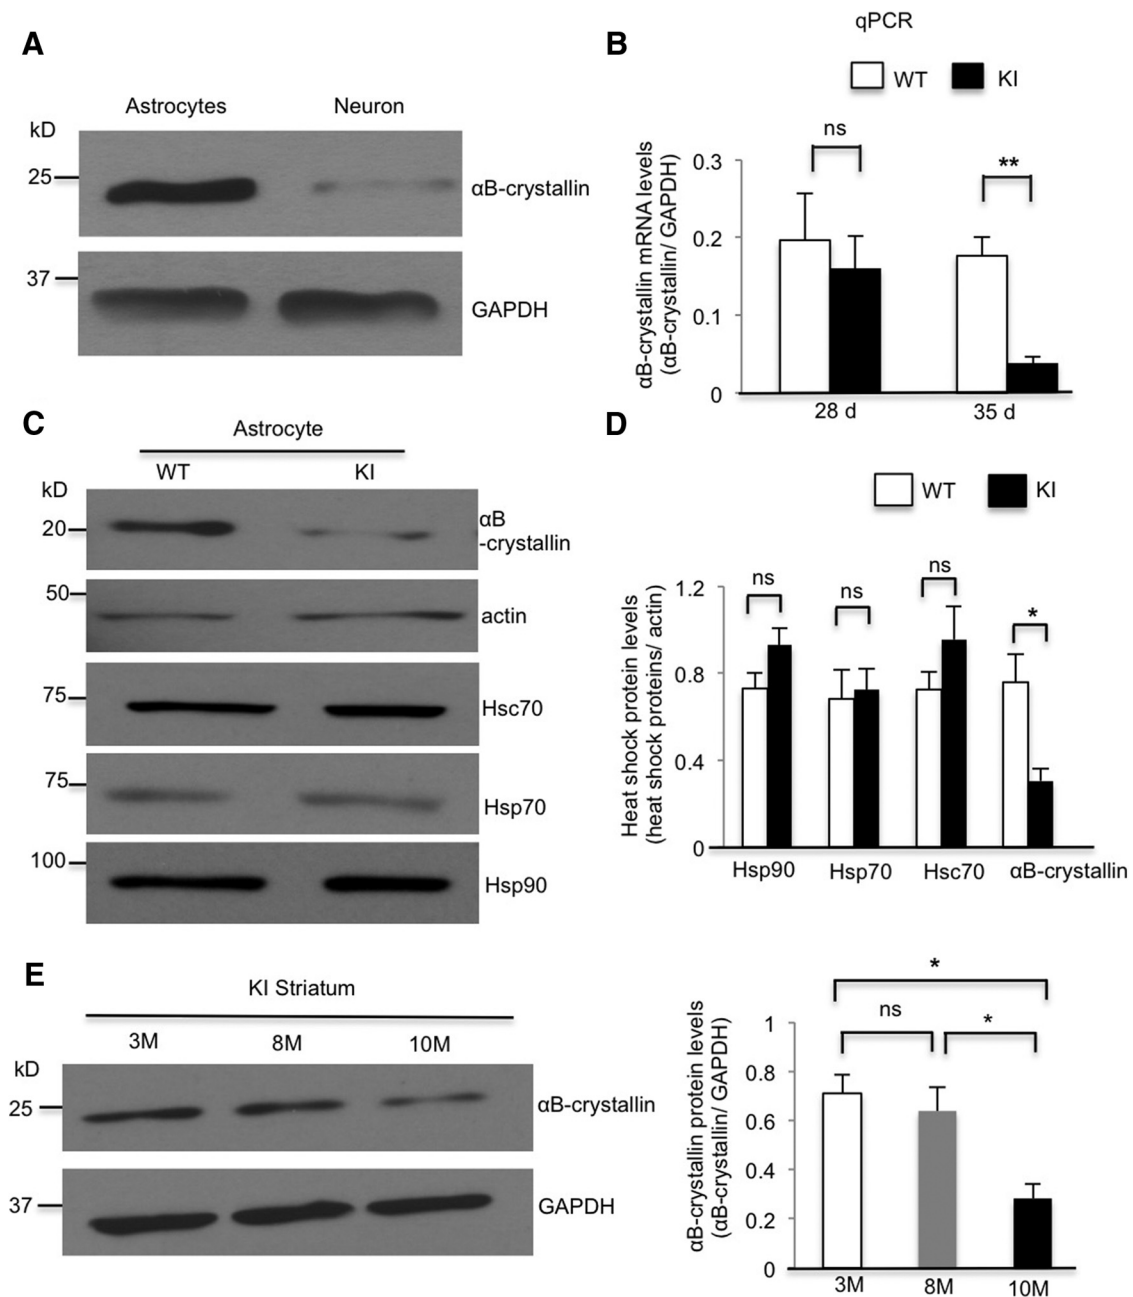 A
Astrocytes Neuron
kD
25
αB-crystallin
37
GAPDH
B
qPCR
WT KI
αB-crystallin mRNA levels
(αB-crystallin/ GAPDH)
0.3
0.2
0.1
0
ns
**
28 d 35 d
C
Astrocyte
WT KI
kD
20
αB
-crystallin
50
actin
75
Hsc70
75
Hsp70
100
Hsp90
D
WT KI
Heat shock protein levels
(heat shock proteins/ actin)
1.2
0.8
0.4
0
ns
ns
ns
*
Hsp90 Hsp70 Hsc70 αB-crystallin
E
KI Striatum
3M 8M 10M
kD
25
αB-crystallin
37
GAPDH
αB-crystallin protein levels
(αB-crystallin/ GAPDH)
1
0.8
0.6
0.4
0.2
0
*
ns
*
3M 8M 10M